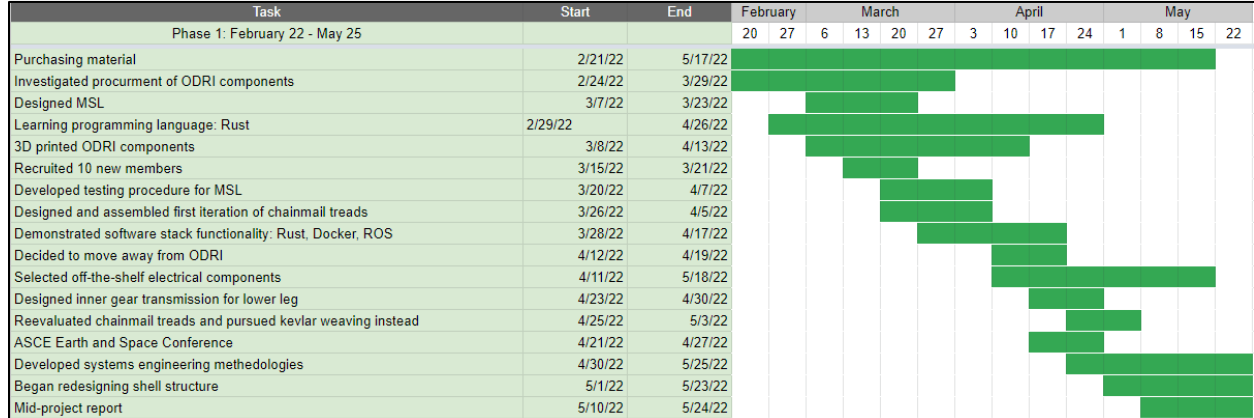 Task Start End February March April May
Phase 1: February 22 - May 25 20 27 6 13 20 27 3 10 17 24 1 8 15 22
Purchasing material 2/21/22 5/17/22
Investigated procurment of ODRI components 2/24/22 3/29/22
Designed MSL 3/7/22 3/23/22
Learning programming language: Rust 2/29/22 4/26/22
3D printed ODRI components 3/8/22 4/13/22
Recruited 10 new members 3/15/22 3/21/22
Developed testing procedure for MSL 3/20/22 4/7/22
Designed and assembled first iteration of chainmail treads 3/26/22 4/5/22
Demonstrated software stack functionality: Rust, Docker, ROS 3/28/22 4/17/22
Decided to move away from ODRI 4/12/22 4/19/22
Selected off-the-shelf electrical components 4/11/22 5/18/22
Designed inner gear transmission for lower leg 4/23/22 4/30/22
Reevaluated chainmail treads and pursued kevlar weaving instead 4/25/22 5/3/22
ASCE Earth and Space Conference 4/21/22 4/27/22
Developed systems engineering methedologies 4/30/22 5/25/22
Began redesigning shell structure 5/1/22 5/23/22
Mid-project report 5/10/22 5/24/22